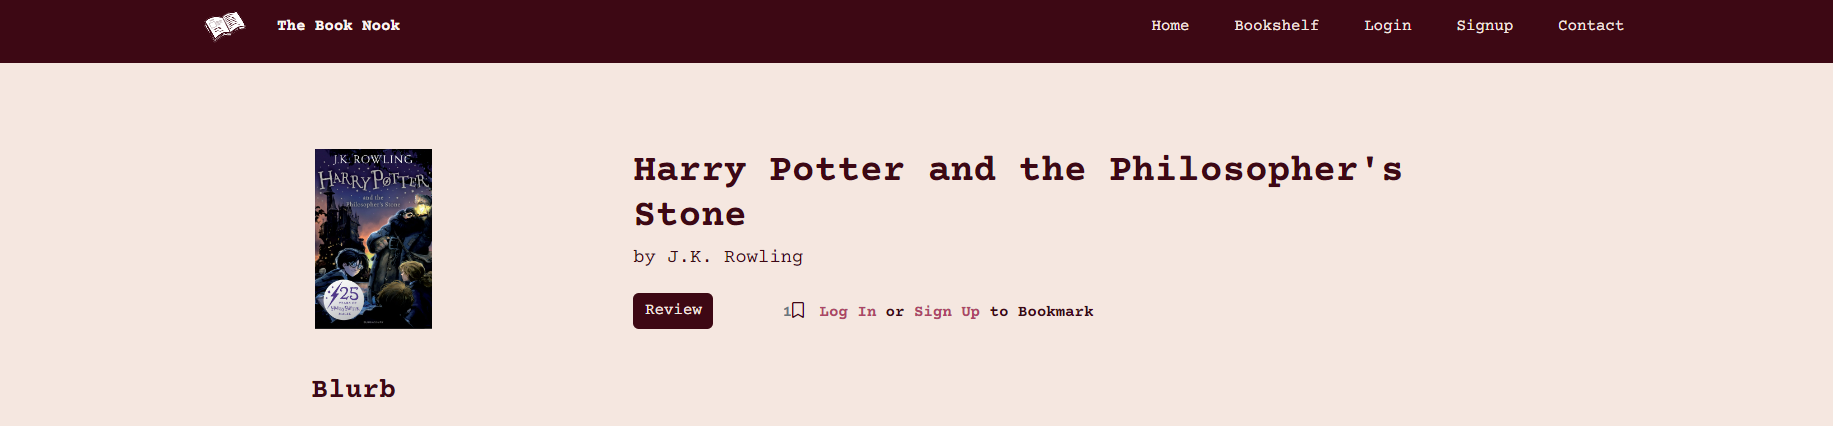 The Book Nook
Home Bookshelf Login Signup Contact
J.K. ROWLING
HARRY POTTER
and the
Philosopher's Stone
25
Harry Potter and the Philosopher's
Stone
by J.K. Rowling
Review
1 Log In or Sign Up to Bookmark
Blurb